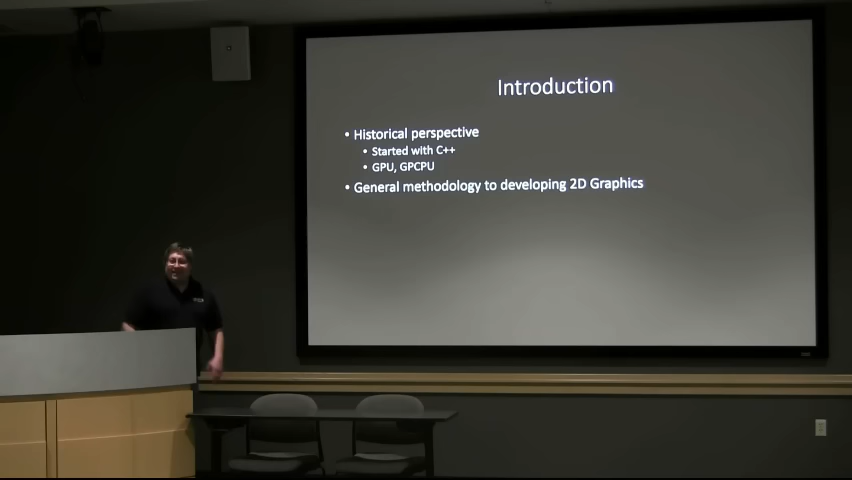 Introduction
• Historical perspective
• Started with C++
• GPU, GPCPU
• General methodology to developing 2D Graphics